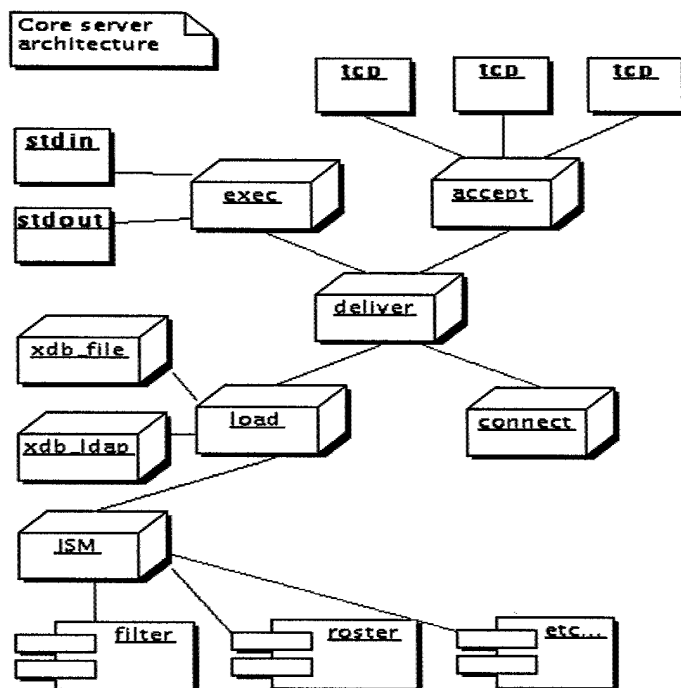 Core server
architecture
tcp
tcp
tcp
stdin
exec
accept
stdout
deliver
xdb_file
load
connect
xdb_ldap
JSM
filter
roster
etc...